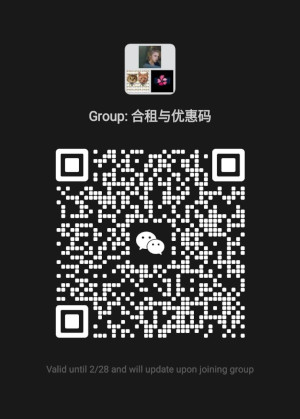 Group: 合租与优惠码
Valid until 2/28 and will update upon joining group